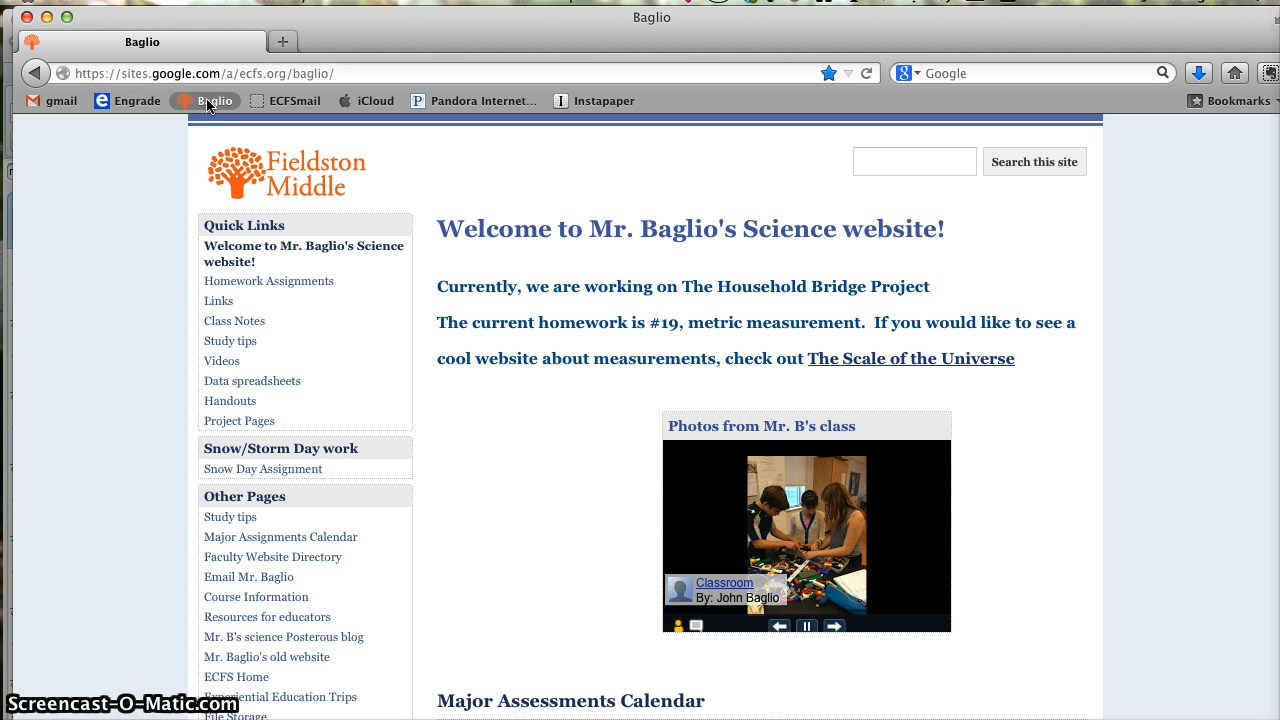 Baglio
Baglio
https://sites.google.com/a/ecfs.org/baglio/
Google
gmail
Engrade
Baglio
ECFSmail
iCloud
Pandora Internet...
Instapaper
Bookmarks
Fieldston
Middle
Search this site
Quick Links
Welcome to Mr. Baglio's Science
website!
Homework Assignments
Links
Class Notes
Study tips
Videos
Data spreadsheets
Handouts
Project Pages
Snow/Storm Day work
Snow Day Assignment
Other Pages
Study tips
Major Assignments Calendar
Faculty Website Directory
Email Mr. Baglio
Course Information
Resources for educators
Mr. B's science Posterous blog
Mr. Baglio's old website
ECFS Home
Experiential Education Trips
File Storage
Welcome to Mr. Baglio's Science website!
Currently, we are working on The Household Bridge Project
The current homework is #19, metric measurement.  If you would like to see a
cool website about measurements, check out The Scale of the Universe
Photos from Mr. B's class
Classroom
By: John Baglio
Major Assessments Calendar
Screencast-O-Matic.com